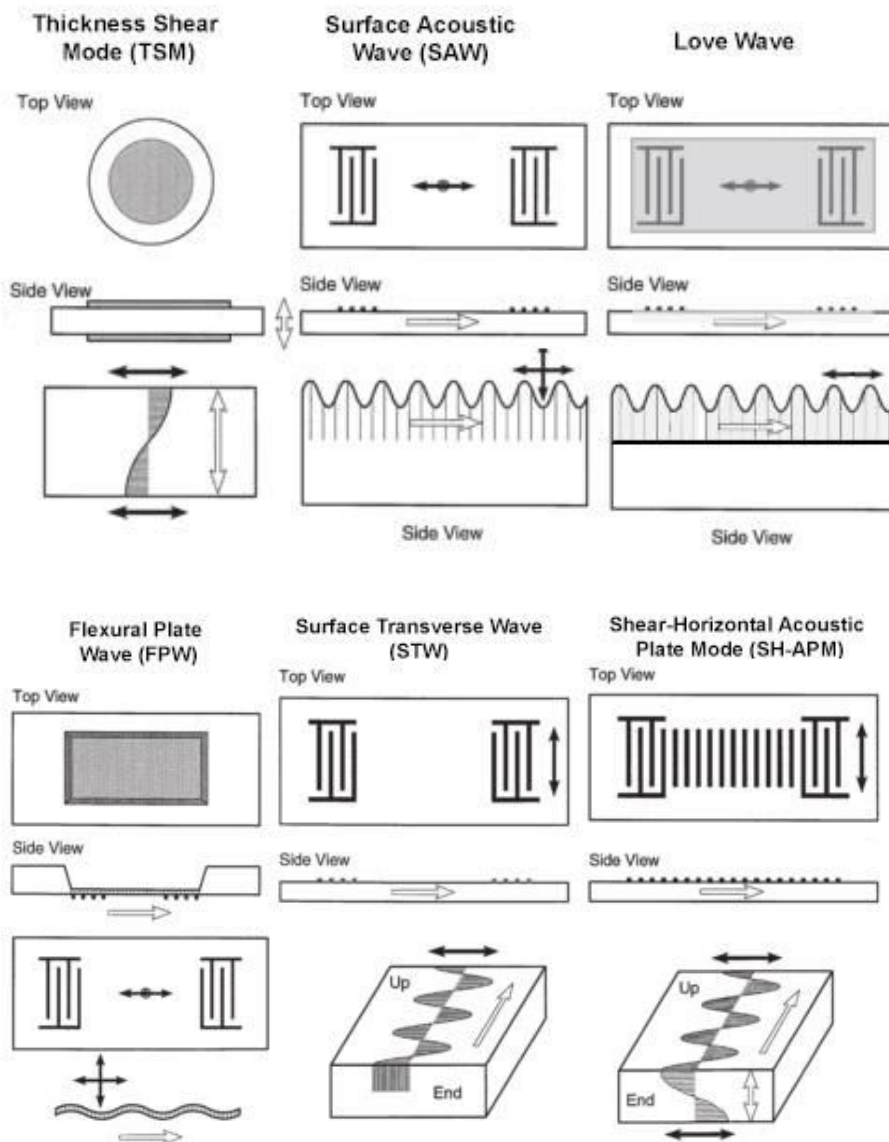 Thickness Shear
Mode (TSM)
Surface Acoustic
Wave (SAW)
Love Wave
Top View
Top View
Top View
Side View
Side View
Side View
Side View
Side View
Flexural Plate
Wave (FPW)
Surface Transverse Wave
(STW)
Shear-Horizontal Acoustic
Plate Mode (SH-APM)
Top View
Top View
Top View
Side View
Side View
Side View
Up
End
Up
End